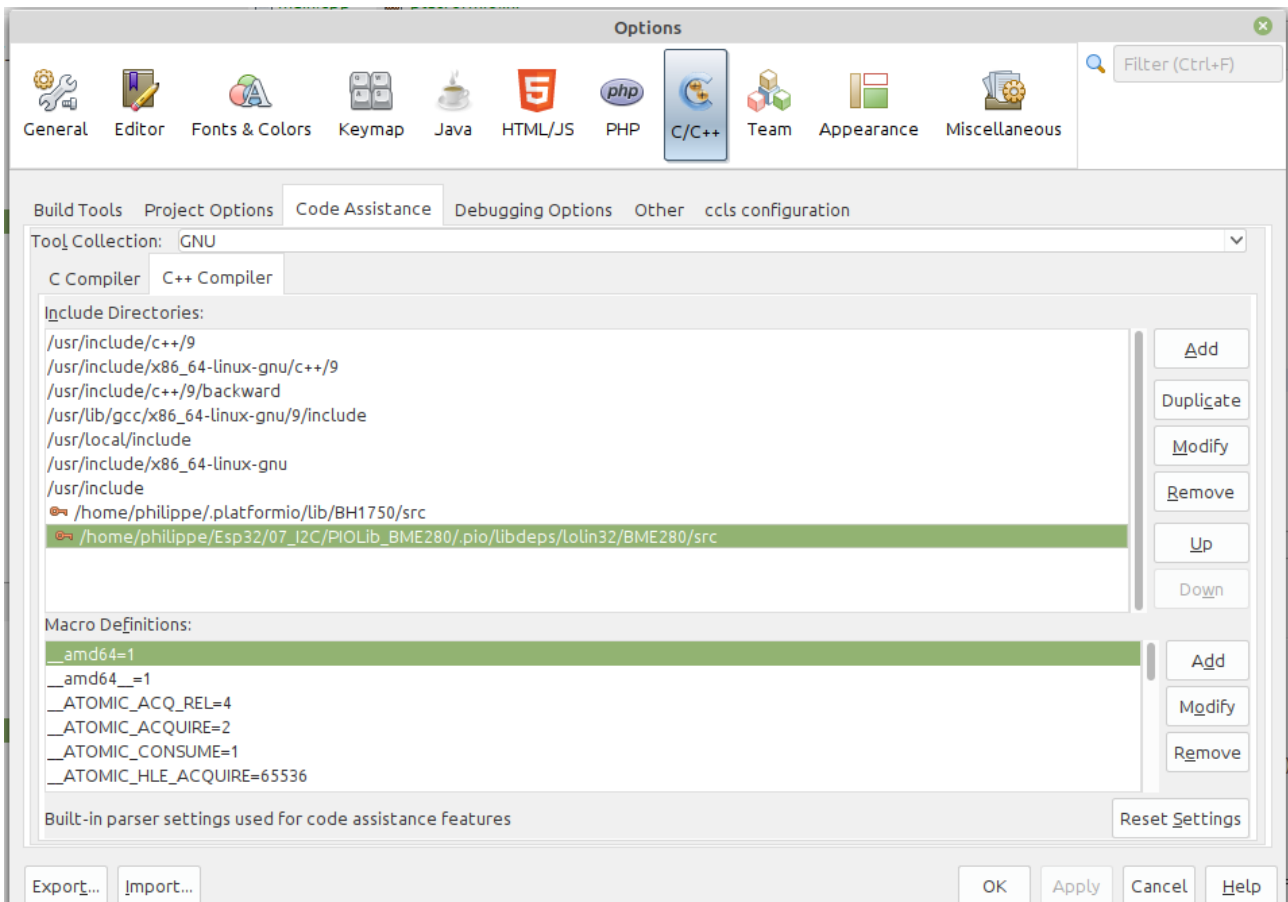 Options
Filter (Ctrl+F)
General Editor Fonts & Colors Keymap Java HTML/JS PHP C/C++ Team Appearance Miscellaneous
Build Tools Project Options Code Assistance Debugging Options Other ccls configuration
Tool Collection: GNU
C Compiler C++ Compiler
Include Directories:
/usr/include/c++/9
/usr/include/x86_64-linux-gnu/c++/9
/usr/include/c++/9/backward
/usr/lib/gcc/x86_64-linux-gnu/9/include
/usr/local/include
/usr/include/x86_64-linux-gnu
/usr/include
/home/philippe/.platformio/lib/BH1750/src
/home/philippe/Esp32/07_I2C/PIOLib_BME280/.pio/libdeps/lolin32/BME280/src
Add
Duplicate
Modify
Remove
Up
Down
Macro Definitions:
__amd64=1
__amd64__=1
__ATOMIC_ACQ_REL=4
__ATOMIC_ACQUIRE=2
__ATOMIC_CONSUME=1
__ATOMIC_HLE_ACQUIRE=65536
Add
Modify
Remove
Built-in parser settings used for code assistance features
Reset Settings
Export... Import... OK Apply Cancel Help